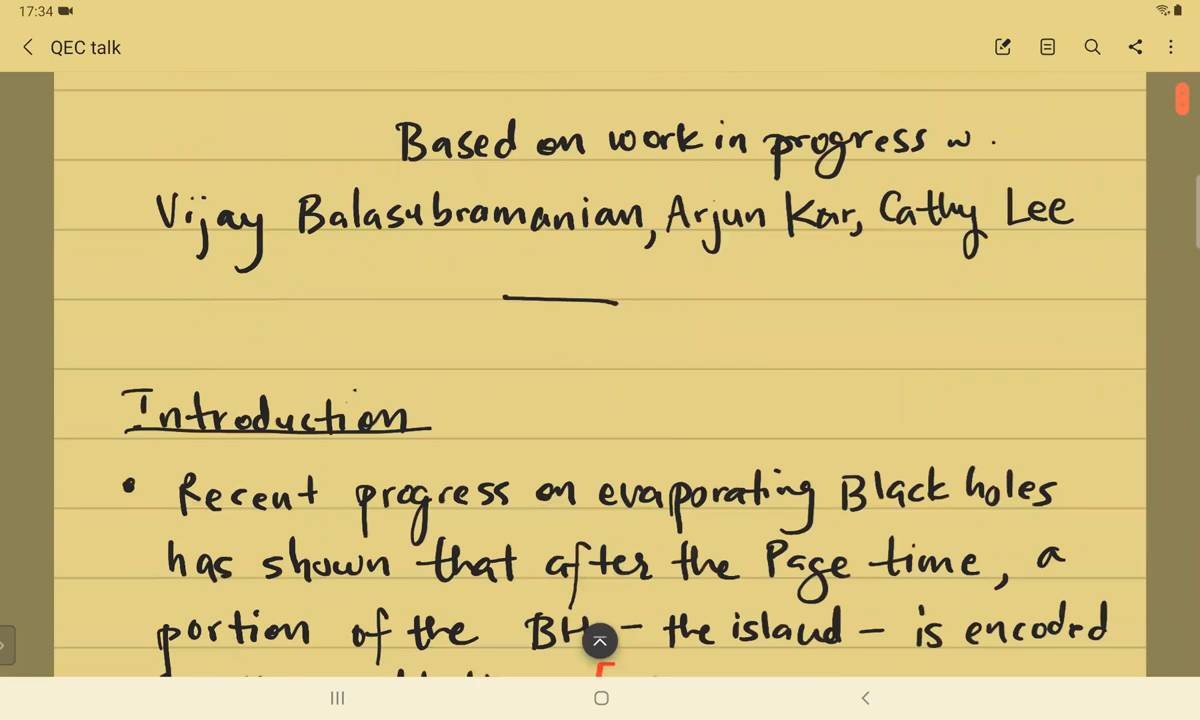 17:34
QEC talk
Based on work in progress w.
Vijay Balasubramanian, Arjun Kar, Cathy Lee
Introduction
• Recent progress on evaporating Black holes
has shown that after the Page time, a
portion of the BH – the island – is encoded